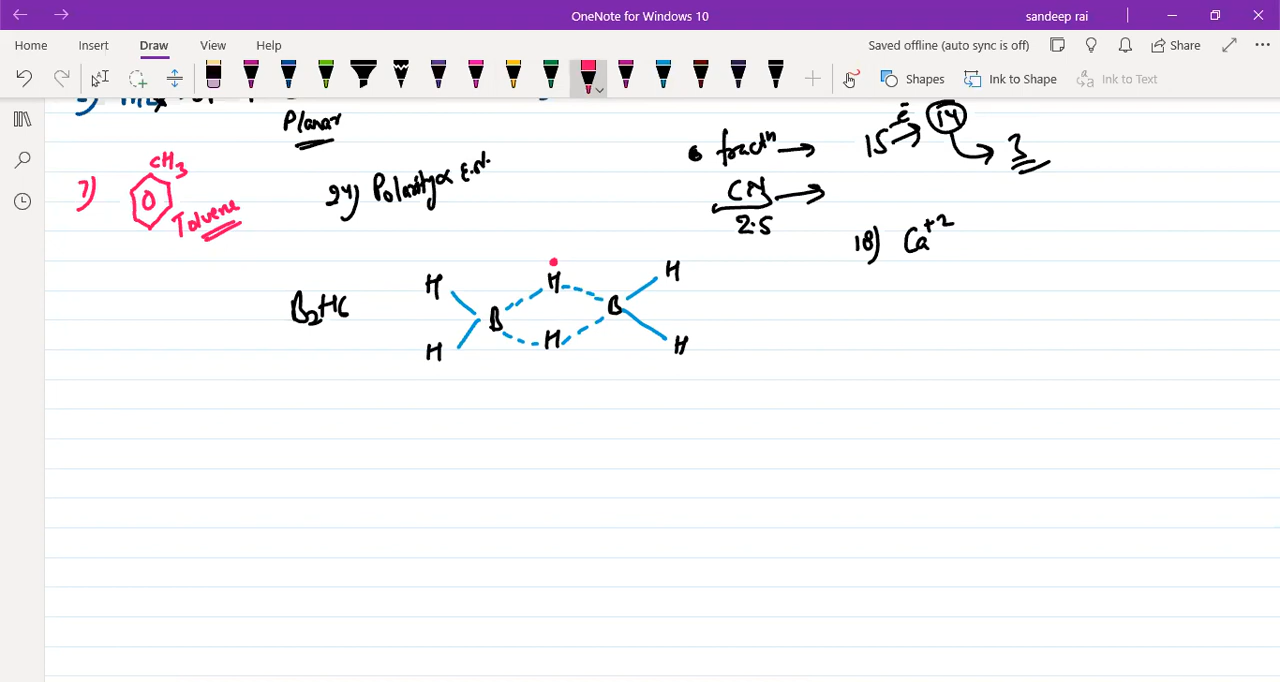 OneNote for Windows 10
sandeep rai
Home Insert Draw View Help
Saved offline (auto sync is off)
Share
Shapes
Ink to Shape
Ink to Text
Planar
fractn → 15 e → 14 → 3
7) CH3
Toluene
24) Polarity ∝ E.N.
CN →
2.5
18) Ca+2
B2H6
H H H
B B
H H H